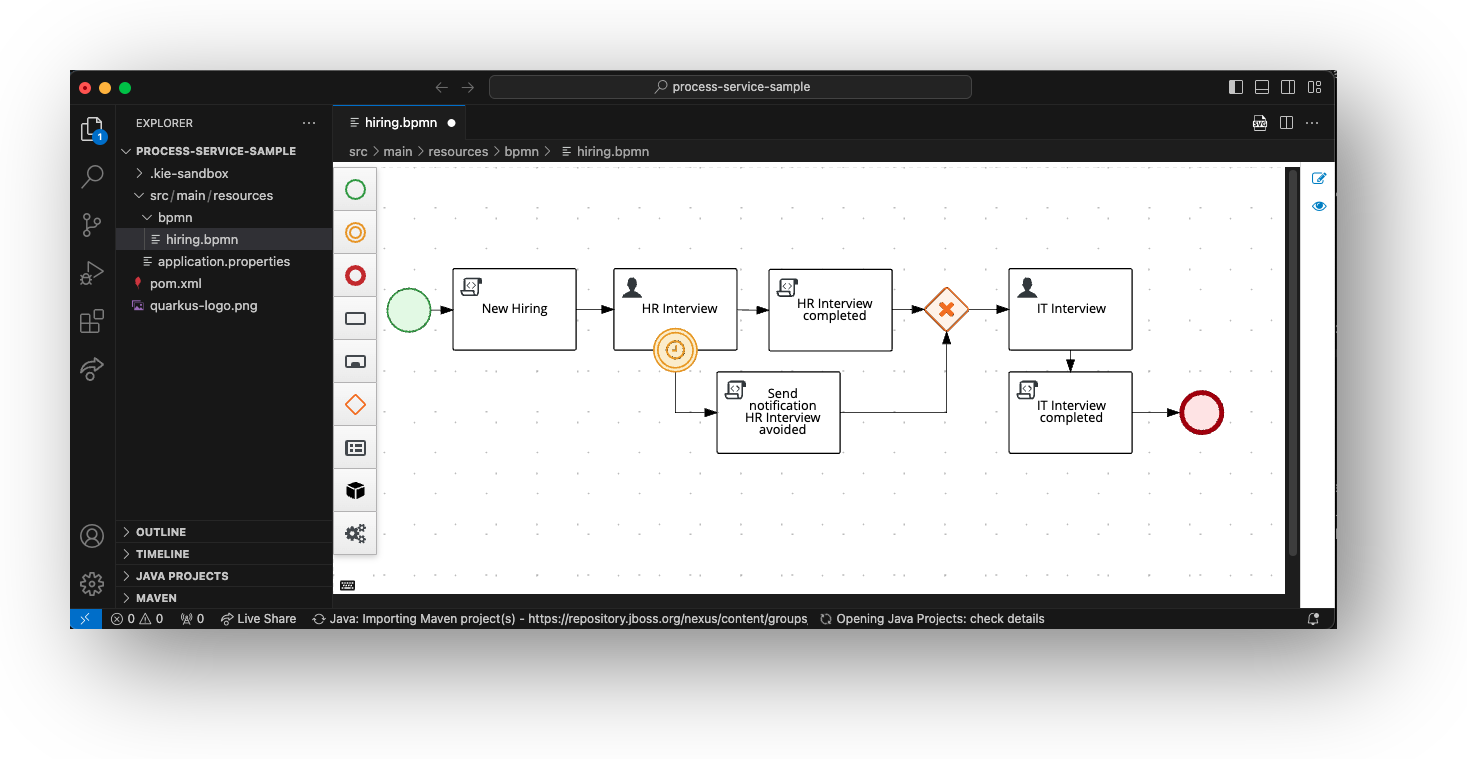 process-service-sample
EXPLORER
1
PROCESS-SERVICE-SAMPLE
.kie-sandbox
src/main/resources
bpmn
hiring.bpmn
application.properties
pom.xml
quarkus-logo.png
OUTLINE
TIMELINE
JAVA PROJECTS
MAVEN
hiring.bpmn
SVG
src > main > resources > bpmn > hiring.bpmn
New Hiring
HR Interview
HR Interview
completed
IT Interview
Send
notification
HR Interview
avoided
IT Interview
completed
0 0 0 Live Share Java: Importing Maven project(s) - https://repository.jboss.org/nexus/content/groups Opening Java Projects: check details